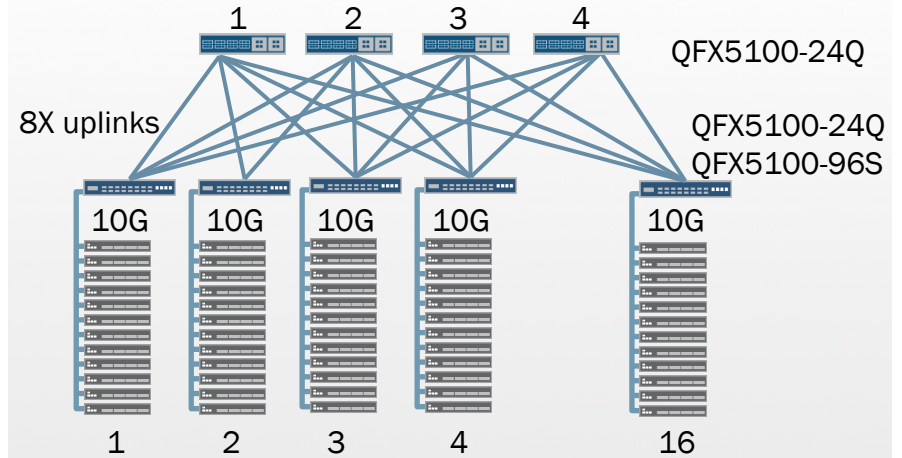 1 2 3 4
QFX5100-24Q
8X uplinks
QFX5100-24Q
QFX5100-96S
10G 10G 10G 10G 10G
1 2 3 4 16